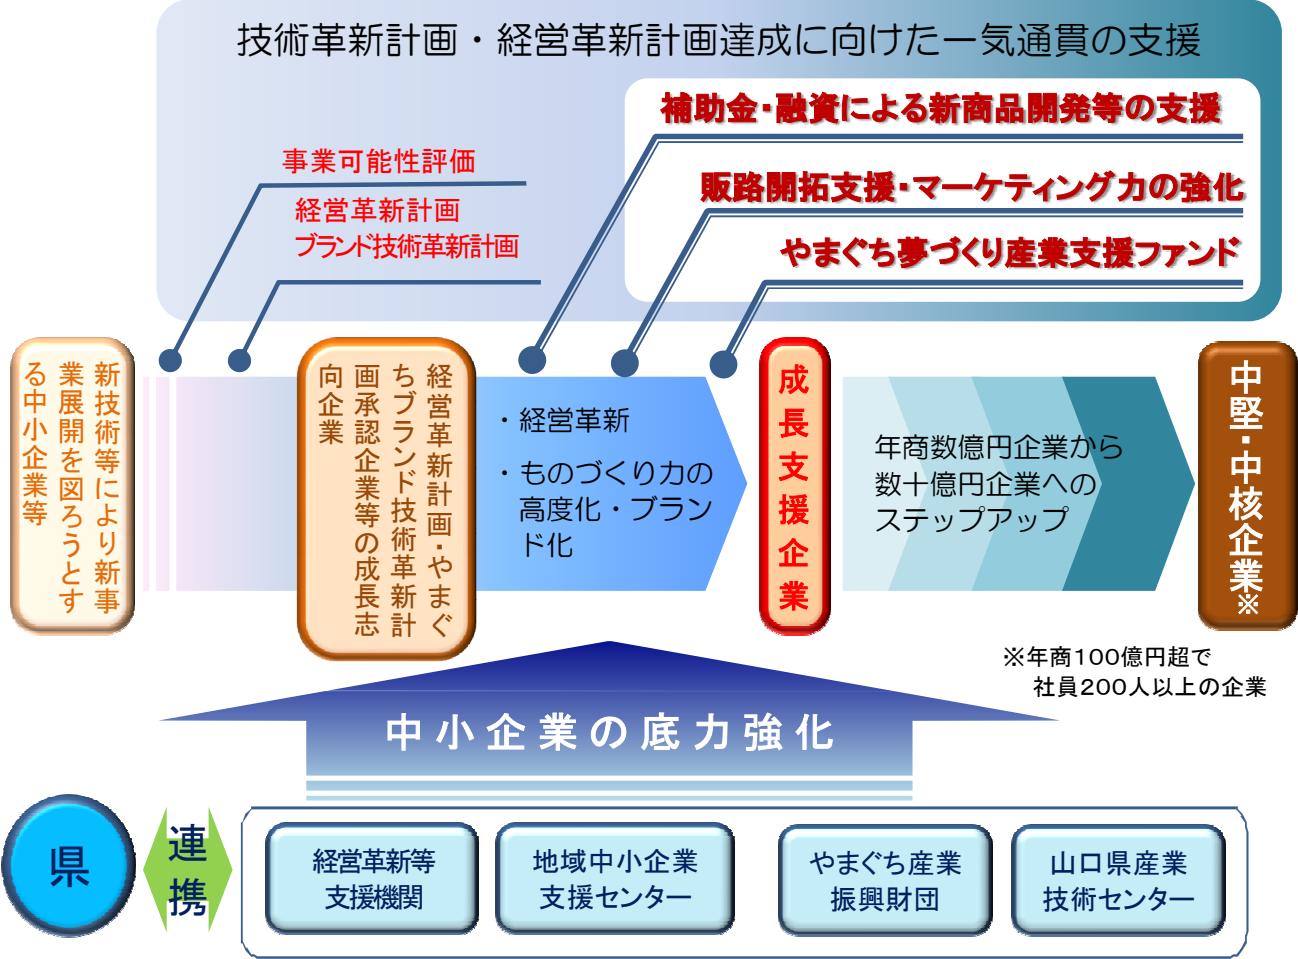 技術革新計画・経営革新計画達成に向けた一気通貫の支援
補助金・融資による新商品開発等の支援
事業可能性評価
販路開拓支援・マーケティング力の強化
経営革新計画
ブランド技術革新計画
やまぐち夢づくり産業支援ファンド
新技術等により新事
業展開を図ろうとす
る中小企業等
経営革新計画・やまぐ
ちブランド技術革新計
画承認企業等の成長志
向企業
・経営革新
・ものづくり力の
高度化・ブラン
ド化
成長支援企業
年商数億円企業から
数十億円企業への
ステップアップ
中堅・中核企業※
※年商100億円超で
社員200人以上の企業
中小企業の底力強化
県
連
携
経営革新等
支援機関
地域中小企業
支援センター
やまぐち産業
振興財団
山口県産業
技術センター